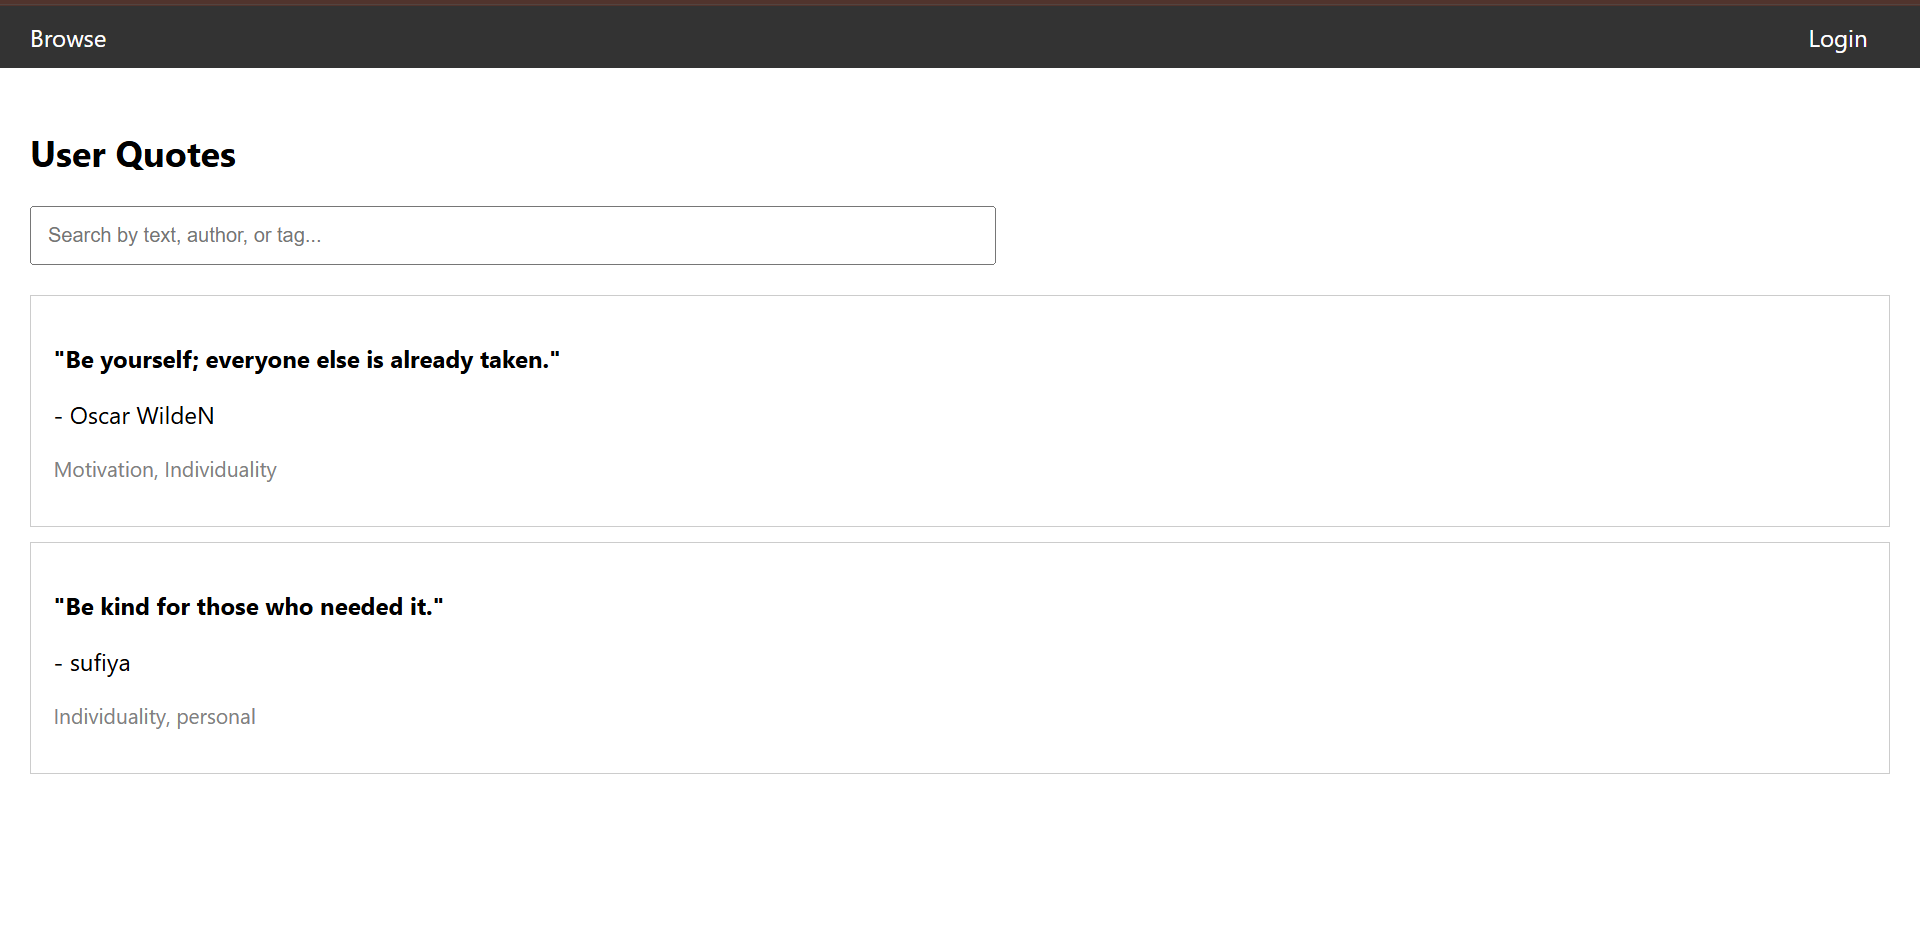 Browse Login
User Quotes
Search by text, author, or tag...
"Be yourself; everyone else is already taken."
- Oscar WildeN
Motivation, Individuality
"Be kind for those who needed it."
- sufiya
Individuality, personal